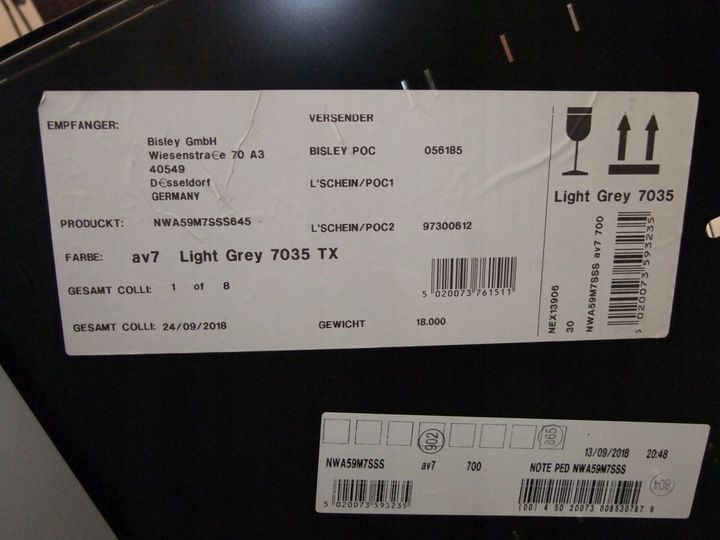 EMPFANGER:
Bisley GmbH
Wiesenstra€e 70 A3
40549
D€sseldorf
GERMANY
VERSENDER
BISLEY POC 056185
L'SCHEIN/POC1
PRODUCKT: NWA59M7SSS645
L'SCHEIN/POC2 97300612
FARBE: av7 Light Grey 7035 TX
GESAMT COLLI: 1 of 8
5 020073 761511
GESAMT COLLI: 24/09/2018
GEWICHT 18.000
Light Grey 7035
NEX13906
30
NWA59M7SSS av7 700
5 020073 593235
902
865
13/09/2018 20:48
NWA59M7SSS av7 700
NOTE PED NWA59M7SSS
804
5 020073 593235
(00) 4 50 20073 008530787 9